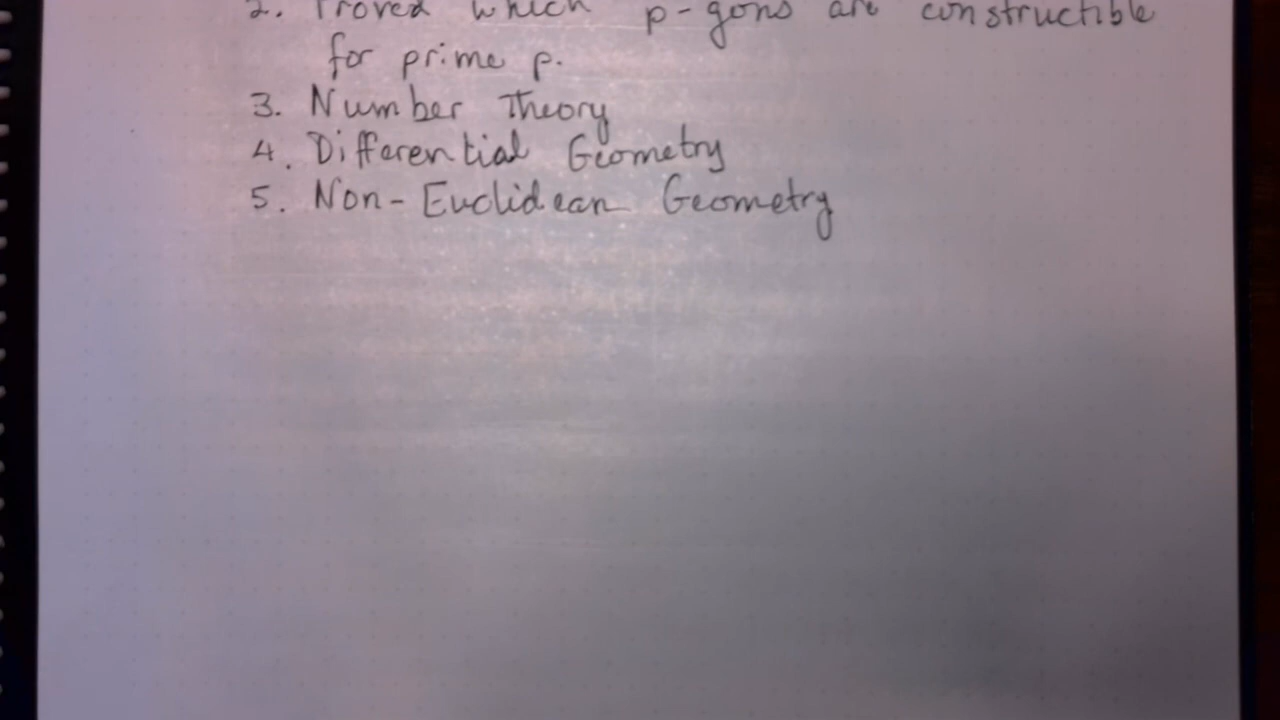 2. Proved which p-gons are constructible
for prime p.
3. Number Theory
4. Differential Geometry
5. Non-Euclidean Geometry